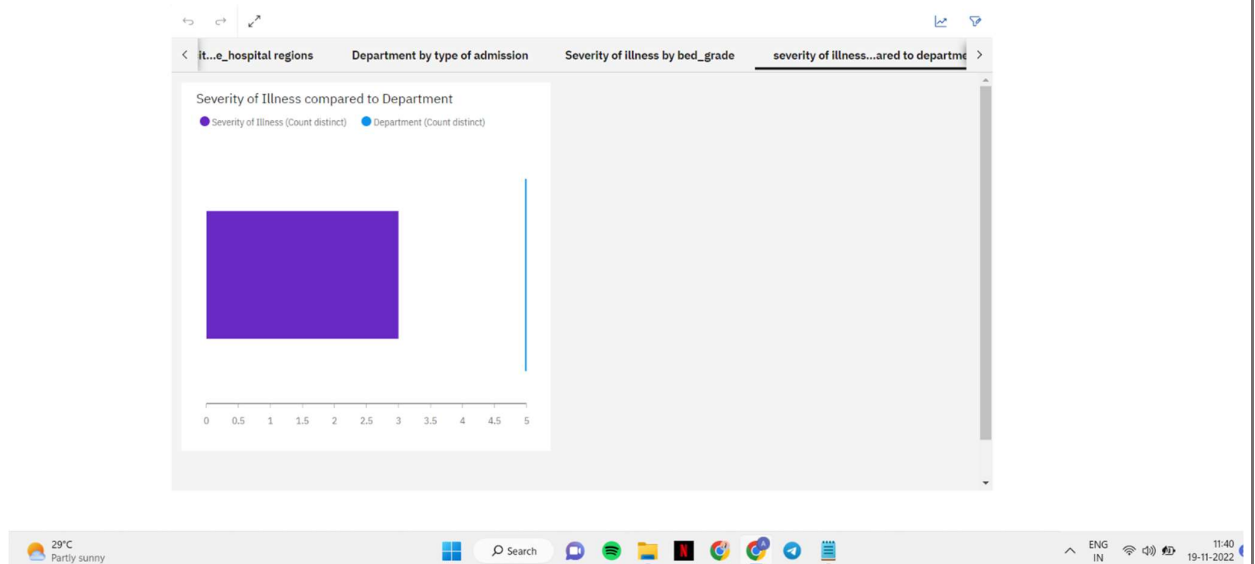 it...e_hospital regions
Department by type of admission
Severity of illness by bed_grade
severity of illness...ared to departme
Severity of Illness compared to Department
Severity of Illness (Count distinct) Department (Count distinct)
0 0.5 1 1.5 2 2.5 3 3.5 4 4.5 5
29°C
Partly sunny
Search
N
A
ENG
IN
11:40
19-11-2022